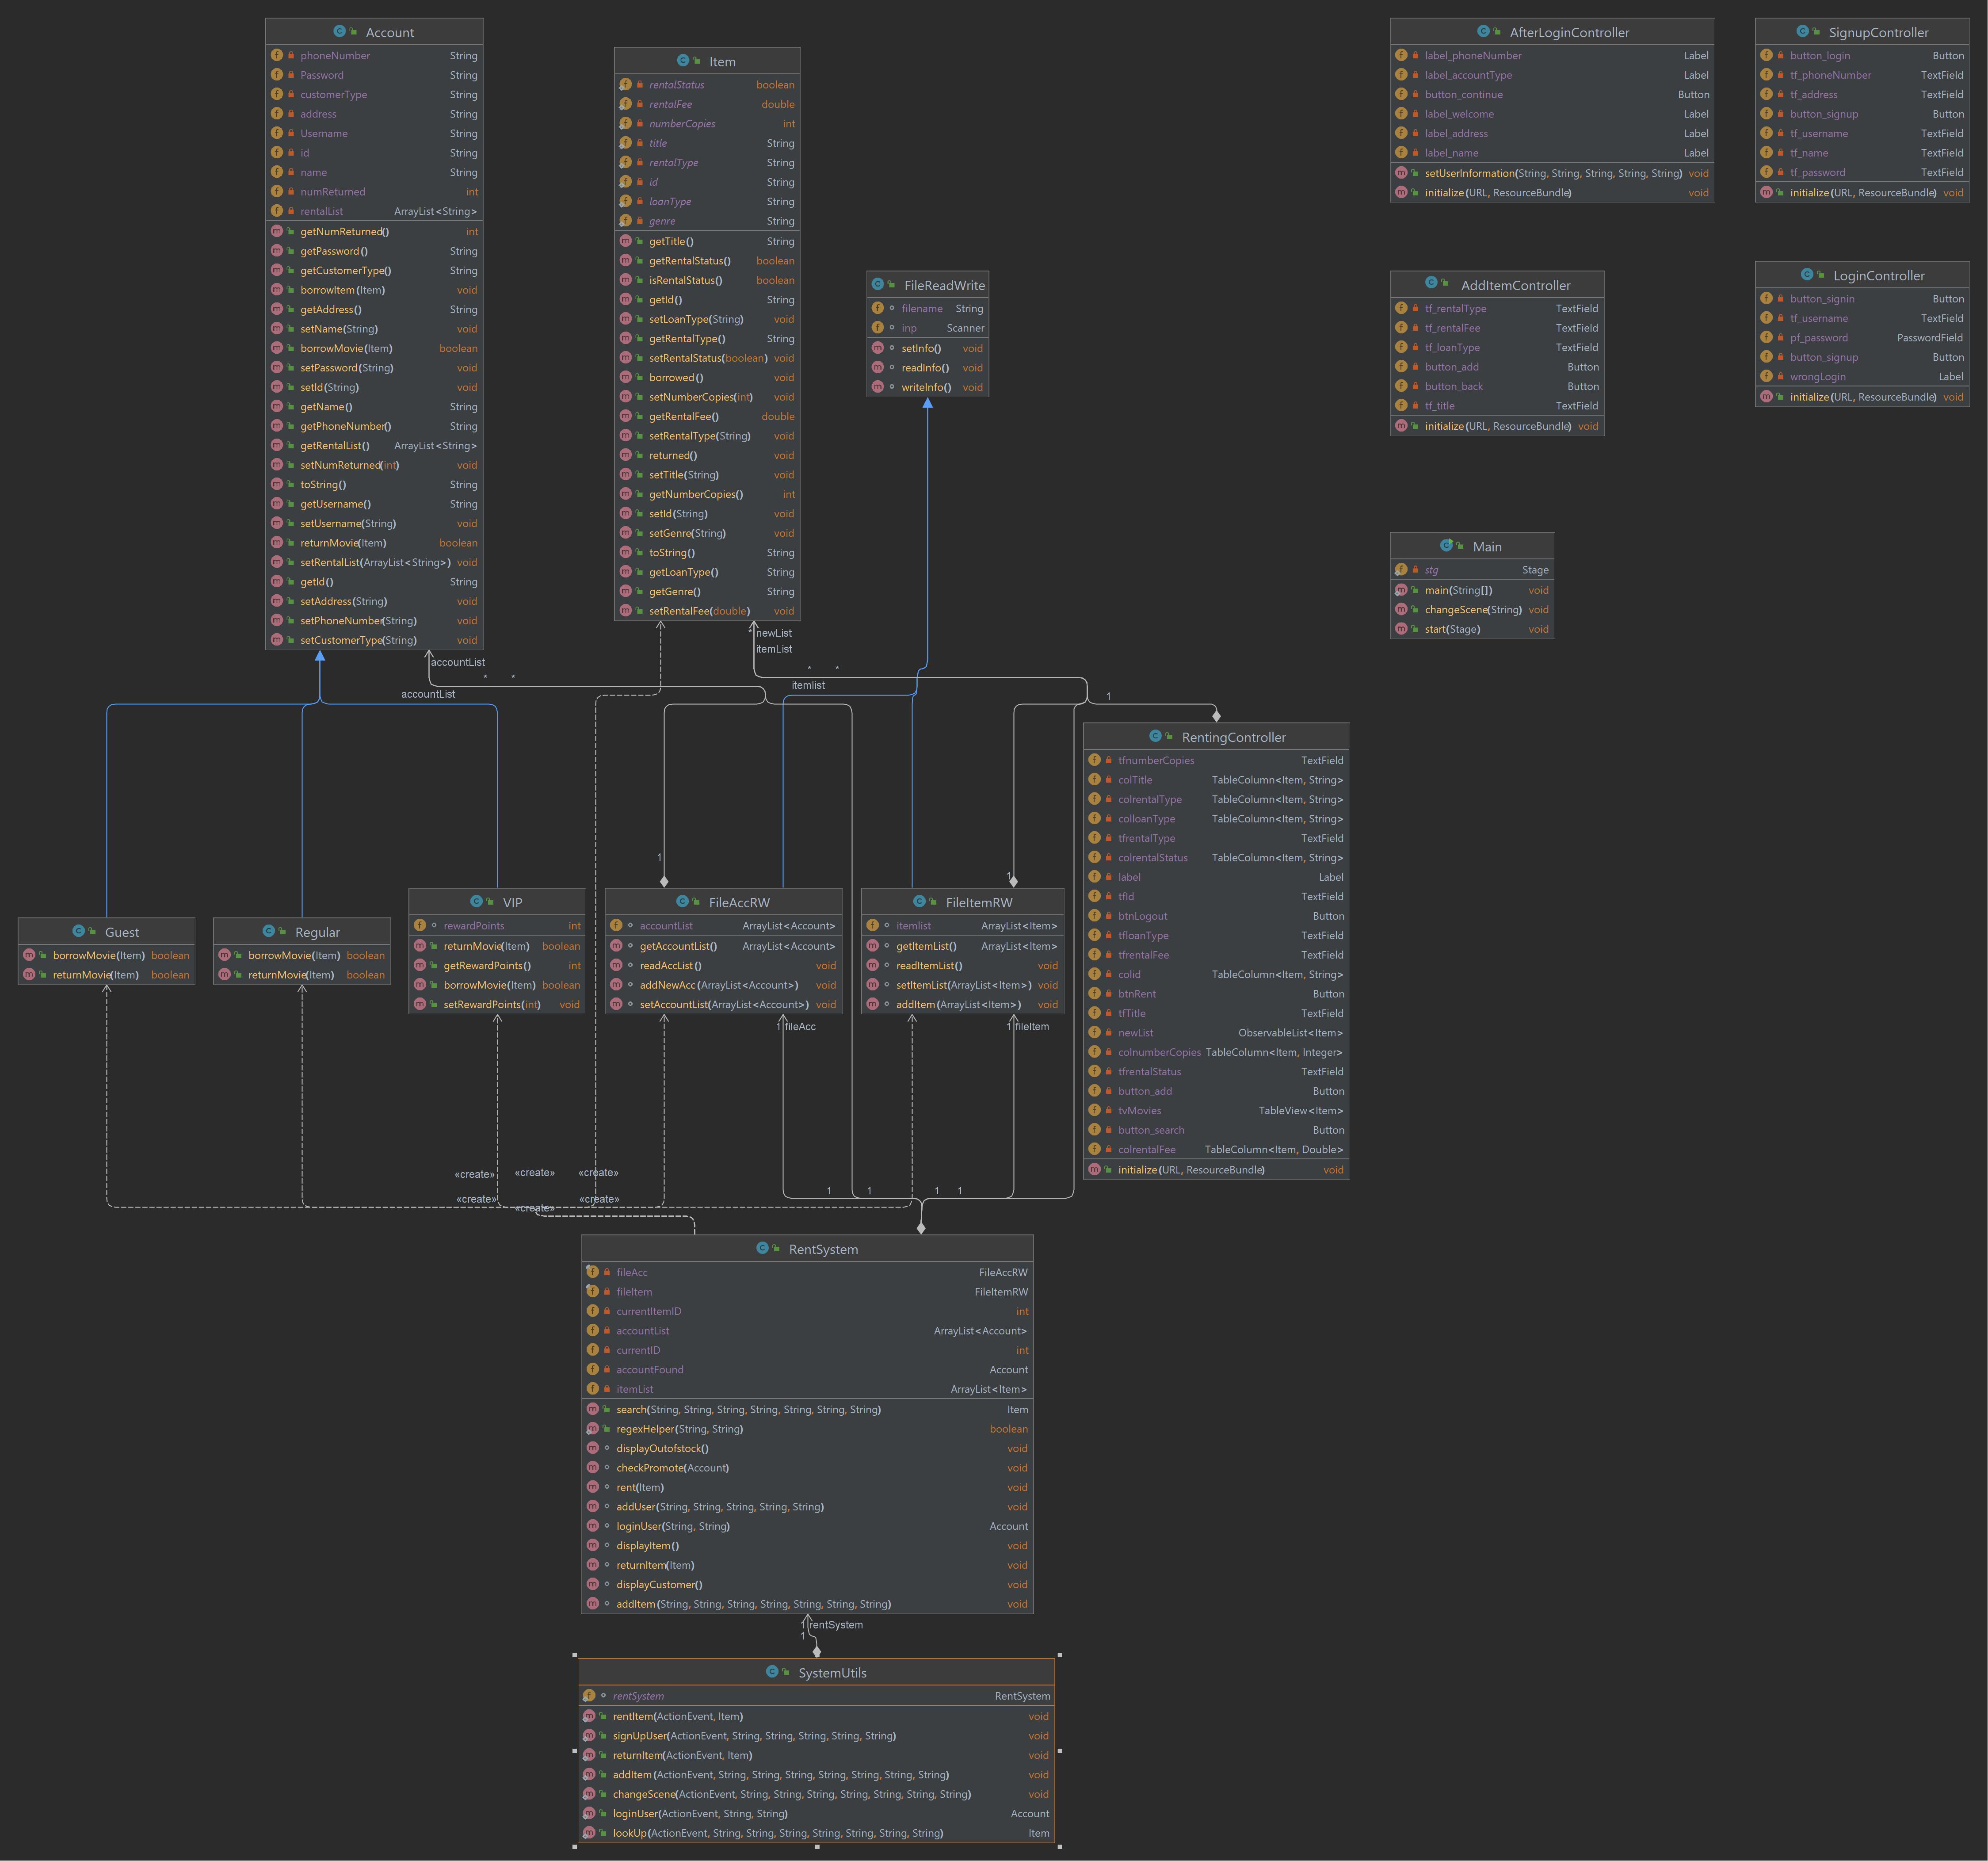 Account
phoneNumber String
Password String
customerType String
address String
Username String
id String
name String
numReturned int
rentalList ArrayList<String>
getNumReturned() int
getPassword() String
getCustomerType() String
borrowItem(Item) void
getAddress() String
setName(String) void
borrowMovie(Item) boolean
setPassword(String) void
setId(String) void
getName() String
getPhoneNumber() String
getRentalList() ArrayList<String>
setNumReturned(int) void
toString() String
getUsername() String
setUsername(String) void
returnMovie(Item) boolean
setRentalList(ArrayList<String>) void
getId() String
setAddress(String) void
setPhoneNumber(String) void
setCustomerType(String) void
Item
rentalStatus boolean
rentalFee double
numberCopies int
title String
rentalType String
id String
loanType String
genre String
getTitle() String
getRentalStatus() boolean
isRentalStatus() boolean
getId() String
setLoanType(String) void
getRentalType() String
setRentalStatus(boolean) void
borrowed() void
setNumberCopies(int) void
getRentalFee() double
setRentalType(String) void
returned() void
setTitle(String) void
getNumberCopies() int
setId(String) void
setGenre(String) void
toString() String
getLoanType() String
getGenre() String
setRentalFee(double) void
FileReadWrite
filename String
inp Scanner
setInfo() void
readInfo() void
writeInfo() void
AfterLoginController
label_phoneNumber Label
label_accountType Label
button_continue Button
label_welcome Label
label_address Label
label_name Label
setUserInformation(String, String, String, String, String) void
initialize(URL, ResourceBundle) void
SignupController
button_login Button
tf_phoneNumber TextField
tf_address TextField
button_signup Button
tf_username TextField
tf_name TextField
tf_password TextField
initialize(URL, ResourceBundle) void
AddItemController
tf_rentalType TextField
tf_rentalFee TextField
tf_loanType TextField
button_add Button
button_back Button
tf_title TextField
initialize(URL, ResourceBundle) void
LoginController
button_signin Button
tf_username TextField
pf_password PasswordField
button_signup Button
wrongLogin Label
initialize(URL, ResourceBundle) void
Main
stg Stage
main(String[]) void
changeScene(String) void
start(Stage) void
* newList
itemList
accountList
* *
accountList
* *
itemlist
1
1
1
RentingController
tfnumberCopies TextField
colTitle TableColumn<Item, String>
colrentalType TableColumn<Item, String>
colloanType TableColumn<Item, String>
tfrentalType TextField
colrentalStatus TableColumn<Item, String>
label Label
tfId TextField
btnLogout Button
tfloanType TextField
tfrentalFee TextField
colid TableColumn<Item, String>
btnRent Button
tfTitle TextField
newList ObservableList<Item>
colnumberCopies TableColumn<Item, Integer>
tfrentalStatus TextField
button_add Button
tvMovies TableView<Item>
button_search Button
colrentalFee TableColumn<Item, Double>
initialize(URL, ResourceBundle) void
Guest
borrowMovie(Item) boolean
returnMovie(Item) boolean
Regular
borrowMovie(Item) boolean
returnMovie(Item) boolean
VIP
rewardPoints int
returnMovie(Item) boolean
getRewardPoints() int
borrowMovie(Item) boolean
setRewardPoints(int) void
FileAccRW
accountList ArrayList<Account>
getAccountList() ArrayList<Account>
readAccList() void
addNewAcc(ArrayList<Account>) void
setAccountList(ArrayList<Account>) void
FileItemRW
itemlist ArrayList<Item>
getItemList() ArrayList<Item>
readItemList() void
setItemList(ArrayList<Item>) void
addItem(ArrayList<Item>) void
1 fileAcc
1 fileItem
«create» «create» «create»
1 1 1 1
«create» «create»
«create»
RentSystem
fileAcc FileAccRW
fileItem FileItemRW
currentItemID int
accountList ArrayList<Account>
currentID int
accountFound Account
itemList ArrayList<Item>
search(String, String, String, String, String, String, String) Item
regexHelper(String, String) boolean
displayOutofstock() void
checkPromote(Account) void
rent(Item) void
addUser(String, String, String, String, String) void
loginUser(String, String) Account
displayItem() void
returnItem(Item) void
displayCustomer() void
addItem(String, String, String, String, String, String, String) void
1 rentSystem
1
SystemUtils
rentSystem RentSystem
rentItem(ActionEvent, Item) void
signUpUser(ActionEvent, String, String, String, String, String) void
returnItem(ActionEvent, Item) void
addItem(ActionEvent, String, String, String, String, String, String, String) void
changeScene(ActionEvent, String, String, String, String, String, String, String) void
loginUser(ActionEvent, String, String) Account
lookUp(ActionEvent, String, String, String, String, String, String, String) Item